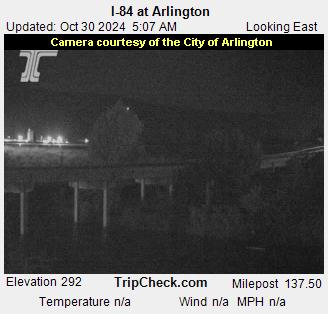 I-84 at Arlington
Updated: Oct 30 2024 5:07 AM Looking East
Camera courtesy of the City of Arlington
Elevation 292 TripCheck.com Milepost 137.50
Temperature n/a Wind n/a MPH n/a